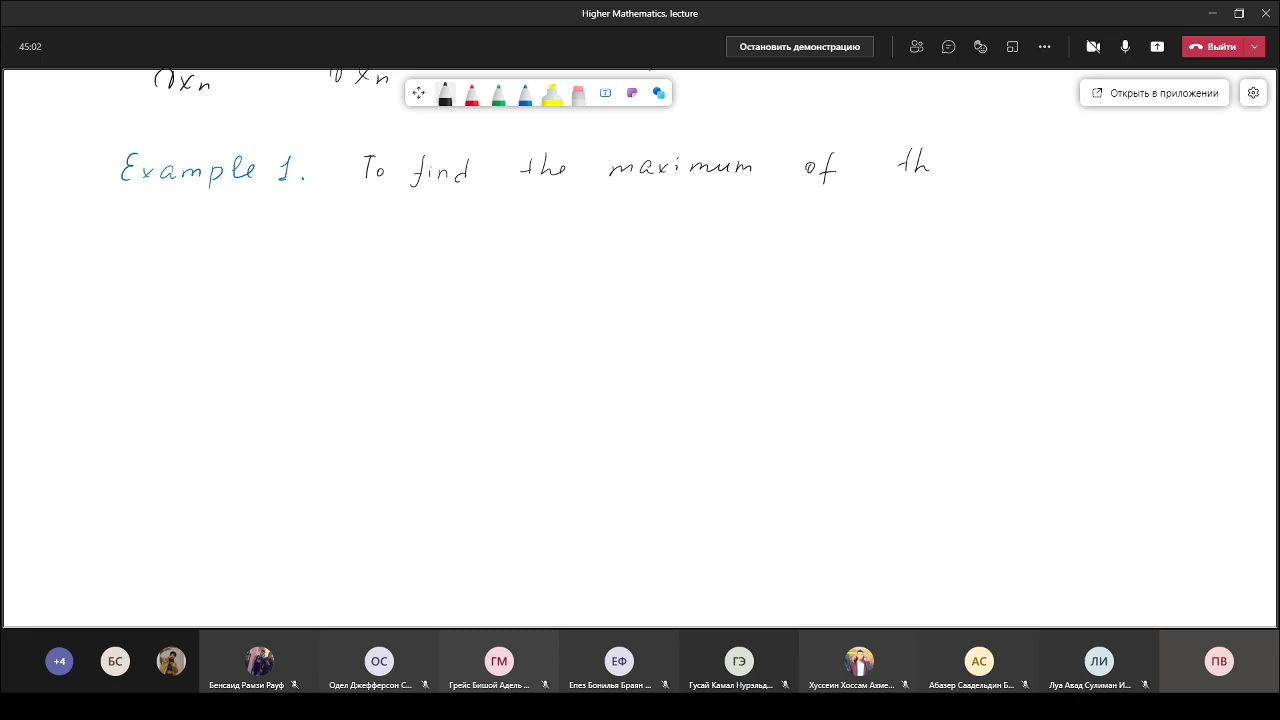 Higher Mathematics, lecture
45:02
Остановить демонстрацию
Выйти
xn xn
Открыть в приложении
Example 1. To find the maximum of th
+4 БС ОС ГМ ЕФ ГЭ АС ЛИ ПВ
Бенсаид Рамзи Рауф
Одел Джефферсон С...
Грейс Бишой Адель ...
Епез Бонилья Браян ...
Гусай Камал Нурэльд...
Хуссеин Хоссам Ахме...
Абазер Саадельдин Б...
Луа Авад Сулиман И...